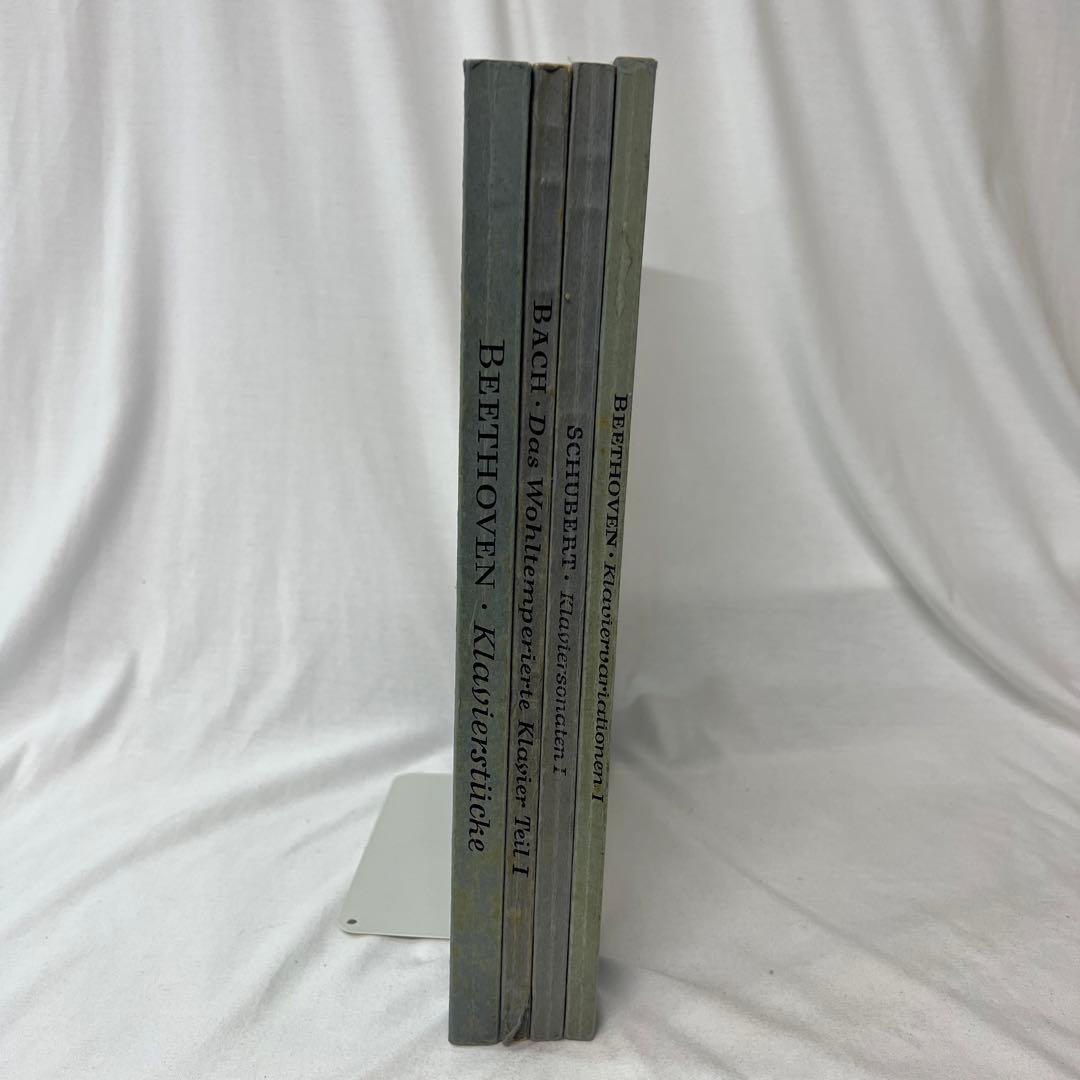 BEETHOVEN · Klavierstücke
BACH · Das Wohltemperierte Klavier Teil I
SCHUBERT · Klaviersonaten I
BEETHOVEN · Klaviervariationen I